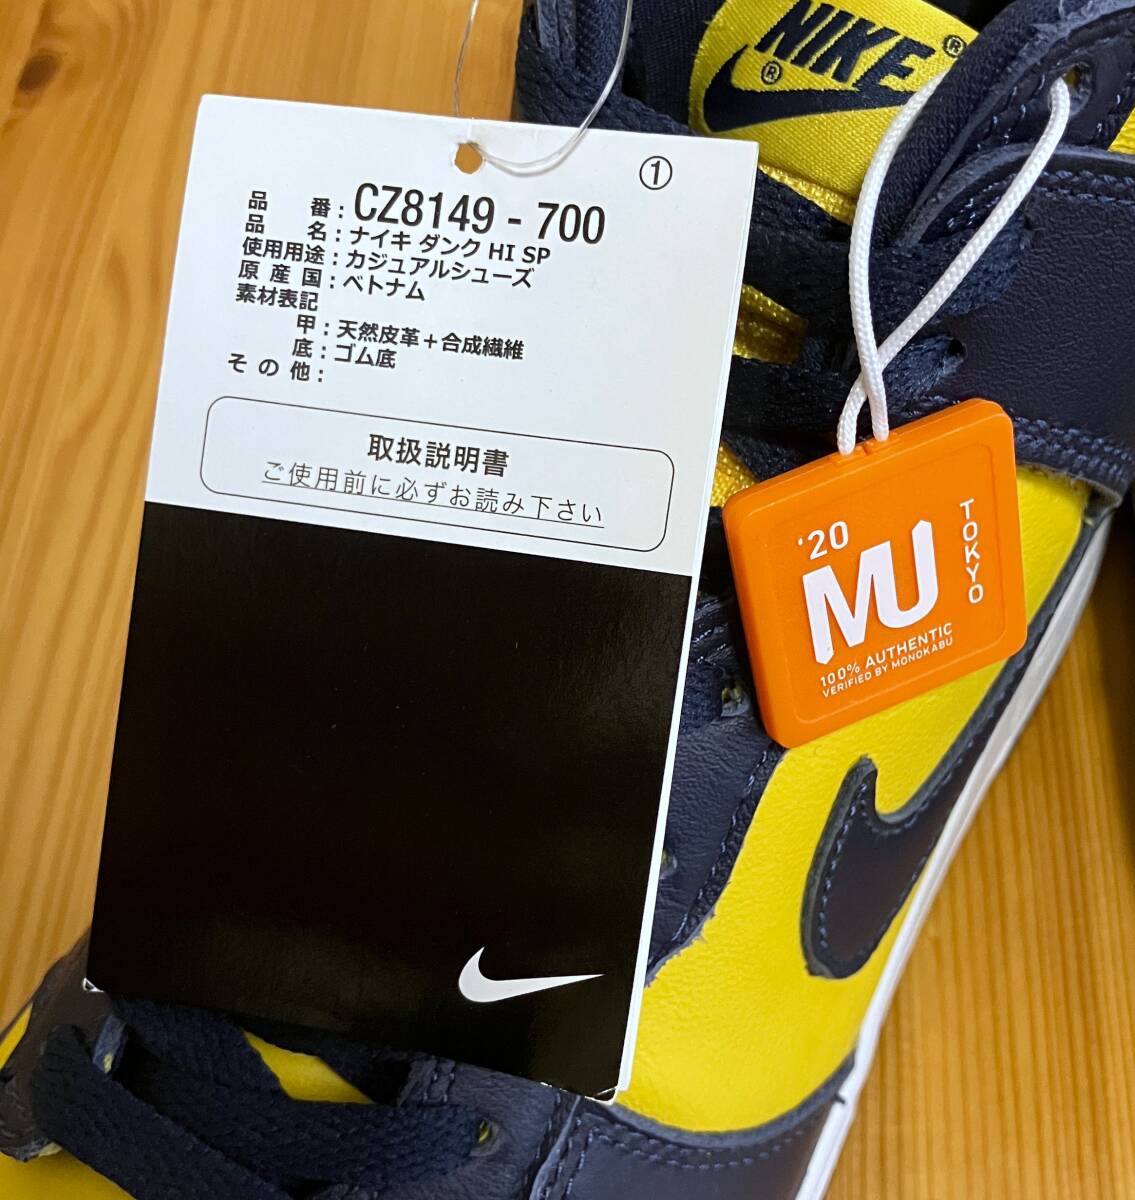 NIKE
®
®
①
品 番：CZ8149 - 700
品 名：ナイキ ダンク HI SP
使用用途：カジュアルシューズ
原 産 国：ベトナム
素材表記
甲：天然皮革＋合成繊維
底：ゴム底
そ の 他：
取扱説明書
ご使用前に必ずお読み下さい
'20
MU
TOKYO
100% AUTHENTIC
VERIFIED BY MONOKABU